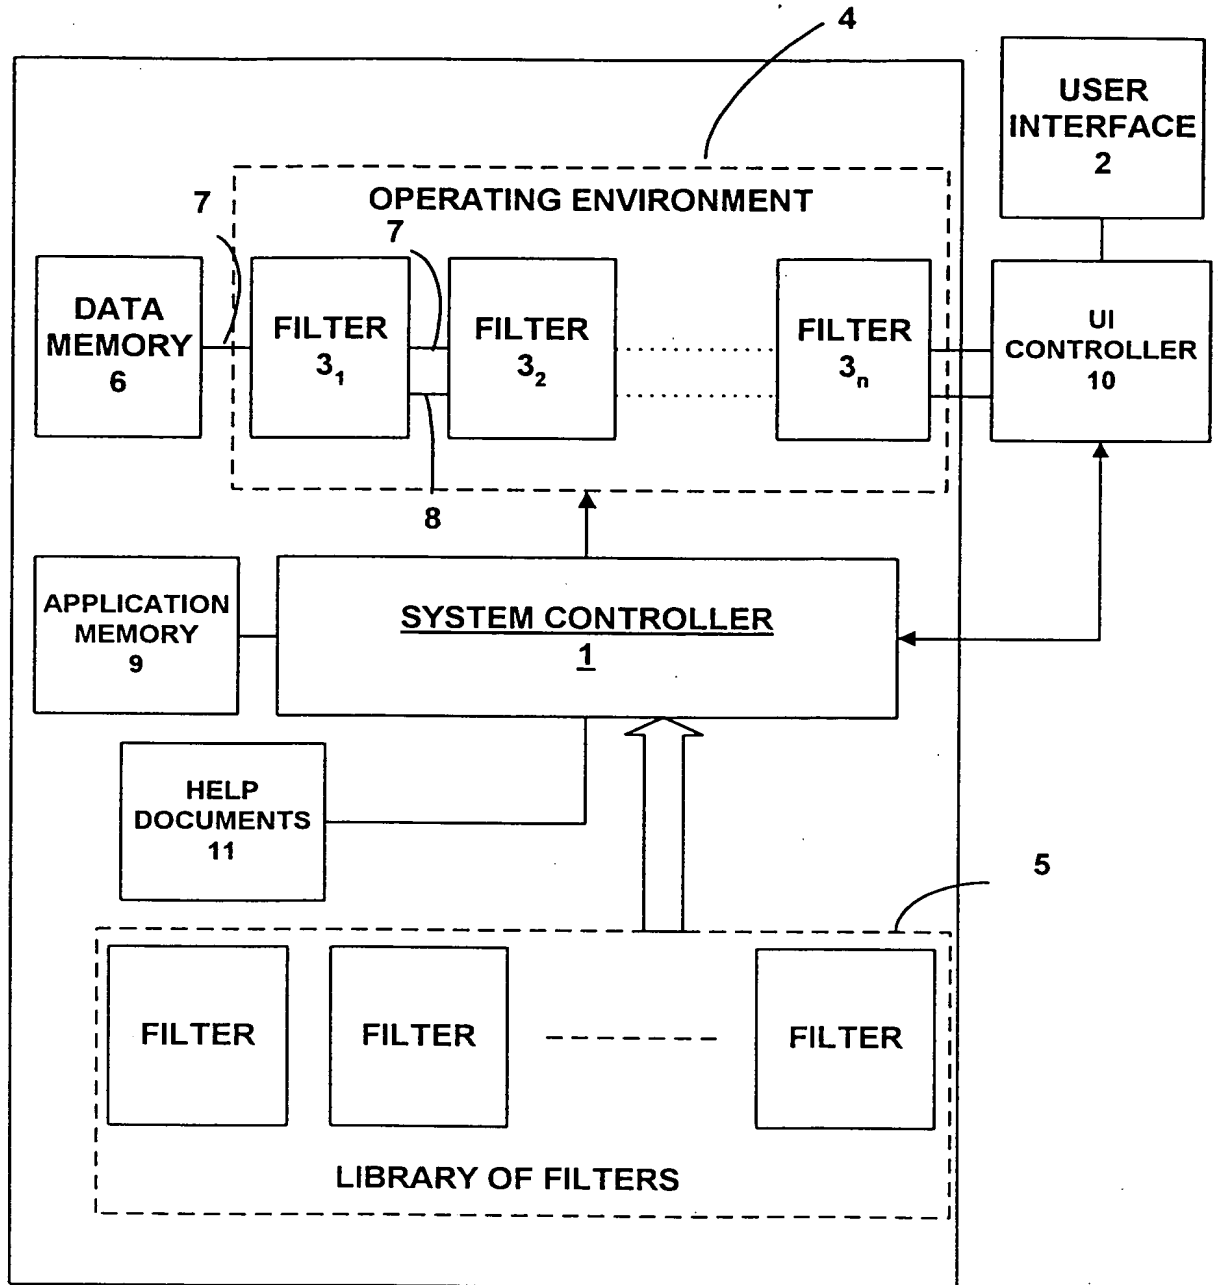 4
USER
INTERFACE
2
OPERATING ENVIRONMENT
7
7
DATA
MEMORY
6
FILTER
3₁
FILTER
3₂
FILTER
3ₙ
UI
CONTROLLER
10
8
APPLICATION
MEMORY
9
SYSTEM CONTROLLER
1
HELP
DOCUMENTS
11
5
FILTER
FILTER
FILTER
LIBRARY OF FILTERS